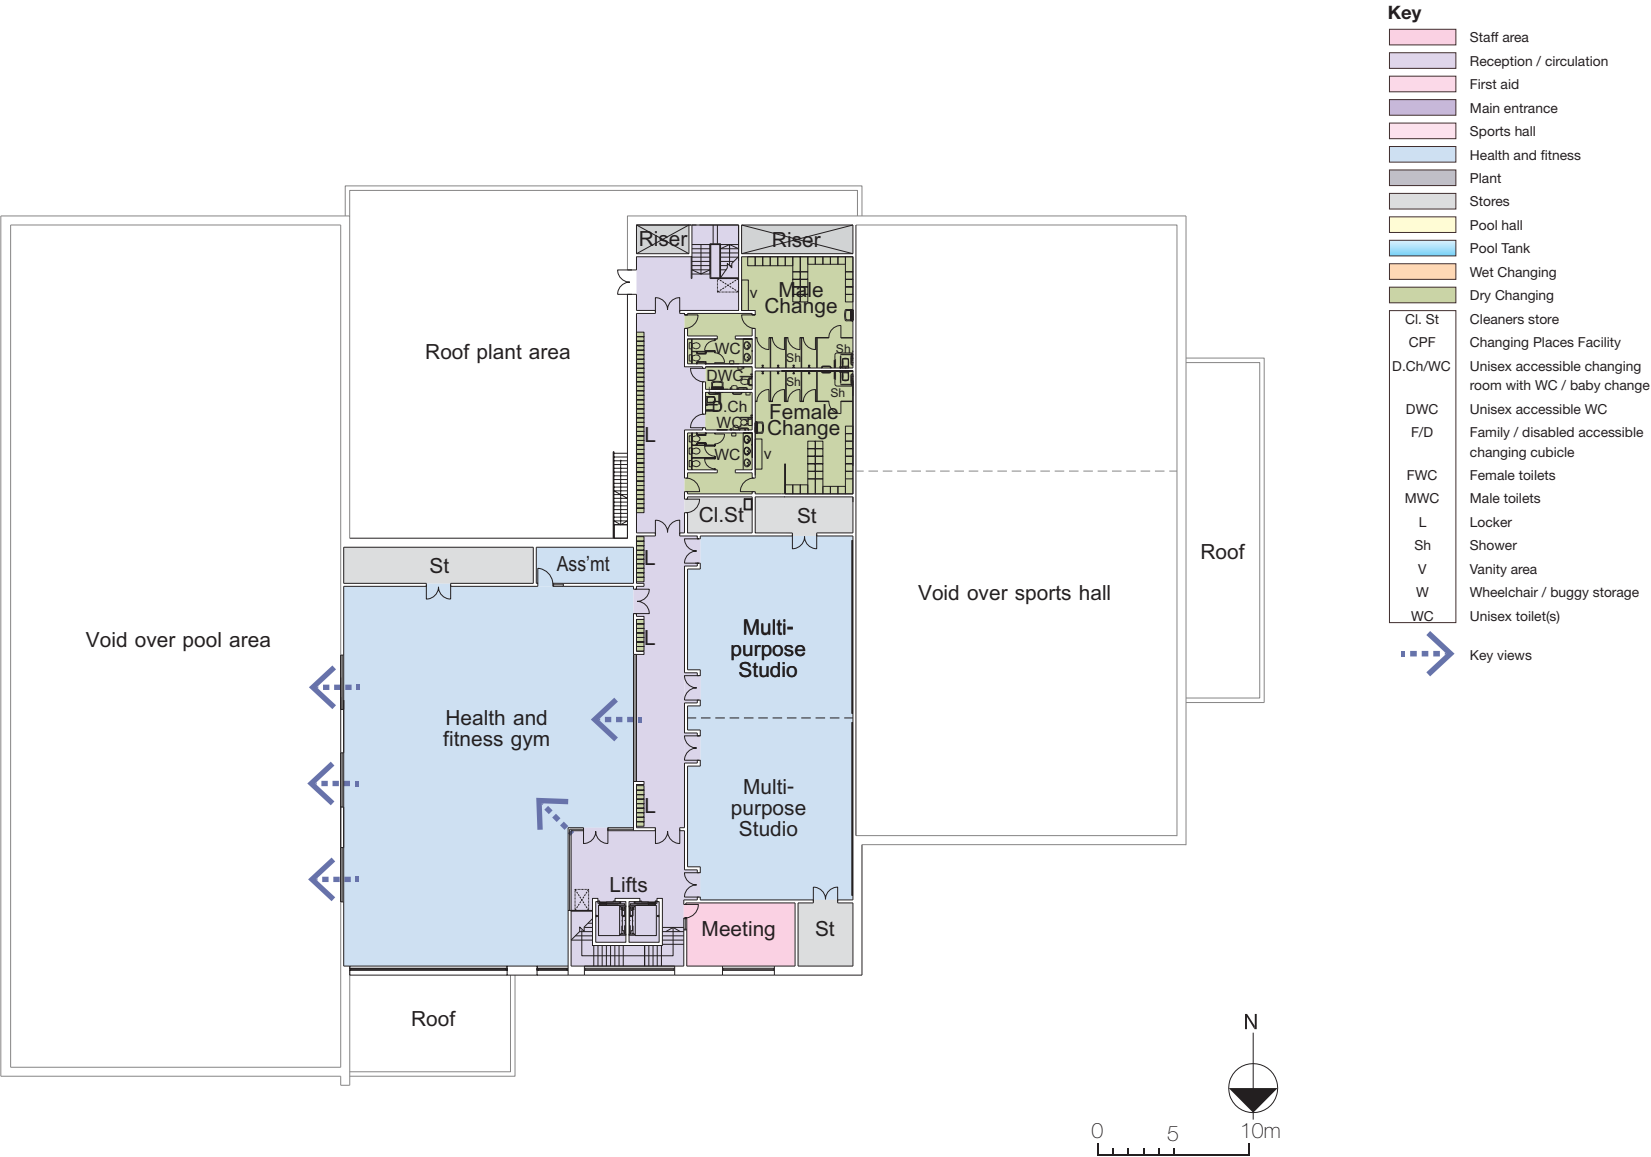 Key
Staff area
Reception / circulation
First aid
Main entrance
Sports hall
Health and fitness
Plant
Stores
Pool hall
Pool Tank
Wet Changing
Dry Changing
Cl. St Cleaners store
CPF Changing Places Facility
D.Ch/WC Unisex accessible changing
room with WC / baby change
DWC Unisex accessible WC
F/D Family / disabled accessible
changing cubicle
FWC Female toilets
MWC Male toilets
L Locker
Sh Shower
V Vanity area
W Wheelchair / buggy storage
WC Unisex toilet(s)
Key views
Riser
Riser
V
Male
Change
Roof plant area
WC
Sh
Sh
DWC
Sh
Sh
D.Ch
WC
Female
Change
L
WC
V
Cl.St
St
St
Ass'mt
L
Roof
Void over sports hall
Void over pool area
L
Multi-
purpose
Studio
Health and
fitness gym
Multi-
purpose
Studio
L
Lifts
Meeting
St
Roof
N
0 5 10m